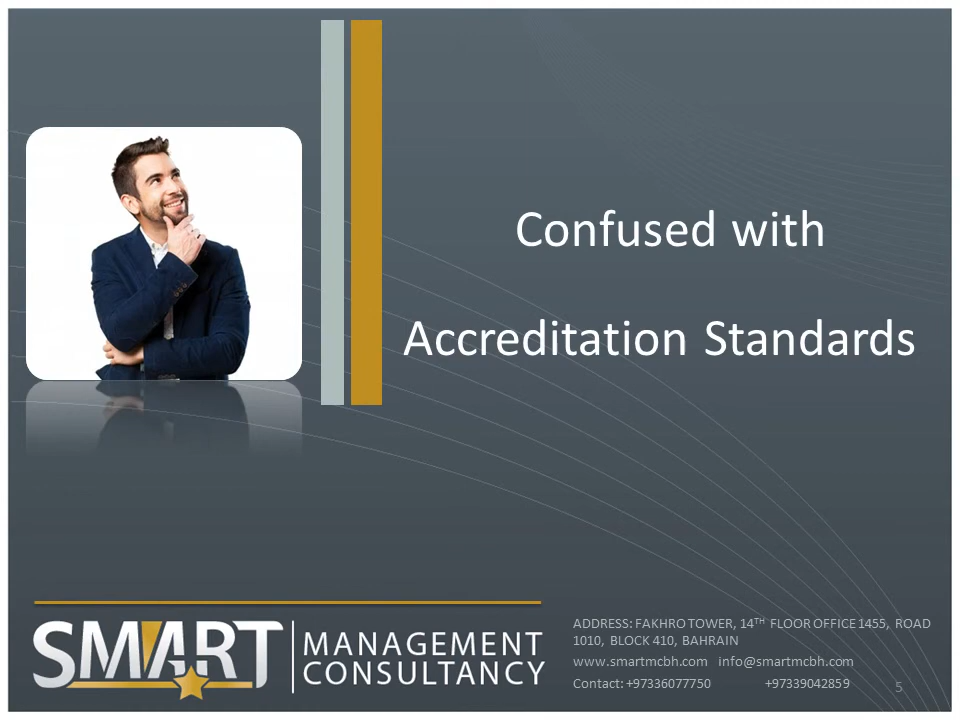 Confused with
Accreditation Standards
SMART
MANAGEMENT
CONSULTANCY
ADDRESS: FAKHRO TOWER, 14TH FLOOR OFFICE 1455, ROAD
1010, BLOCK 410, BAHRAIN
www.smartmcbh.com info@smartmcbh.com
Contact: +97336077750 +97339042859
5